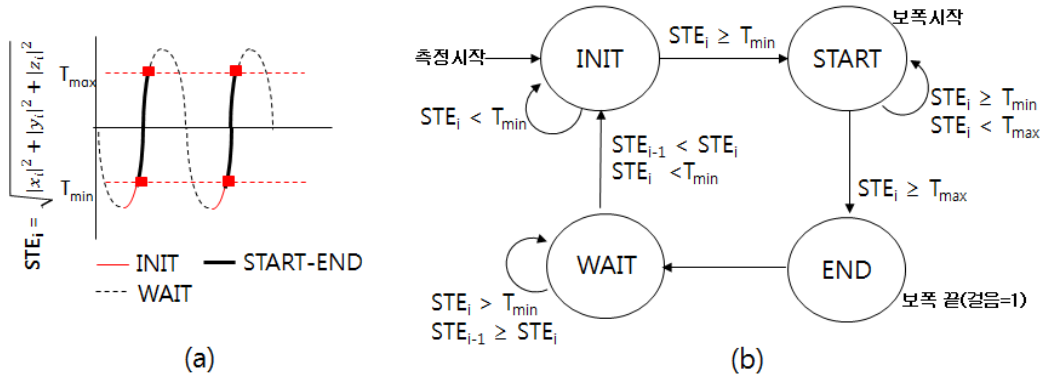 STEᵢ = √|xᵢ|² + |yᵢ|² + |zᵢ|²
Tmax
Tmin
INIT
START-END
WAIT
(a)
측정시작
INIT
STEᵢ ≥ Tmin
보폭시작
START
STEᵢ < Tmin
STEᵢ ≥ Tmin
STEᵢ < Tmax
STEi-1 < STEᵢ
STEᵢ <Tmin
STEᵢ ≥ Tmax
WAIT
END
STEᵢ > Tmin
STEi-1 ≥ STEᵢ
보폭 끝(걸음=1)
(b)